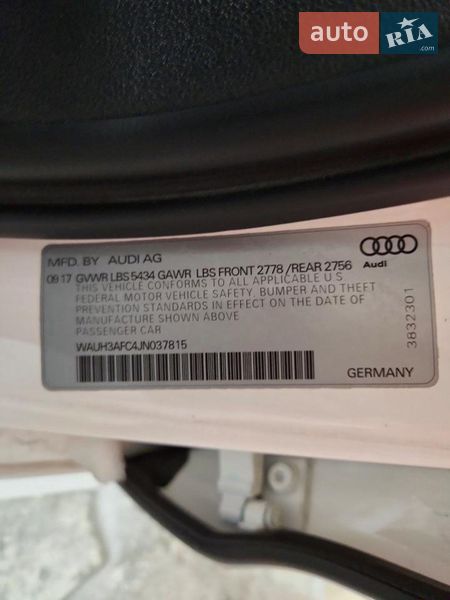 auto RIA
.com
MFD. BY AUDI AG
Audi
09 17 GVWR LBS 5434 GAWR LBS FRONT 2778 /REAR 2756
THIS VEHICLE CONFORMS TO ALL APPLICABLE U S
FEDERAL MOTOR VEHICLE SAFETY, BUMPER AND THEFT
PREVENTION STANDARDS IN EFFECT ON THE DATE OF
MANUFACTURE SHOWN ABOVE
PASSENGER CAR
3832301
WAUH3AFC4JN037815
GERMANY